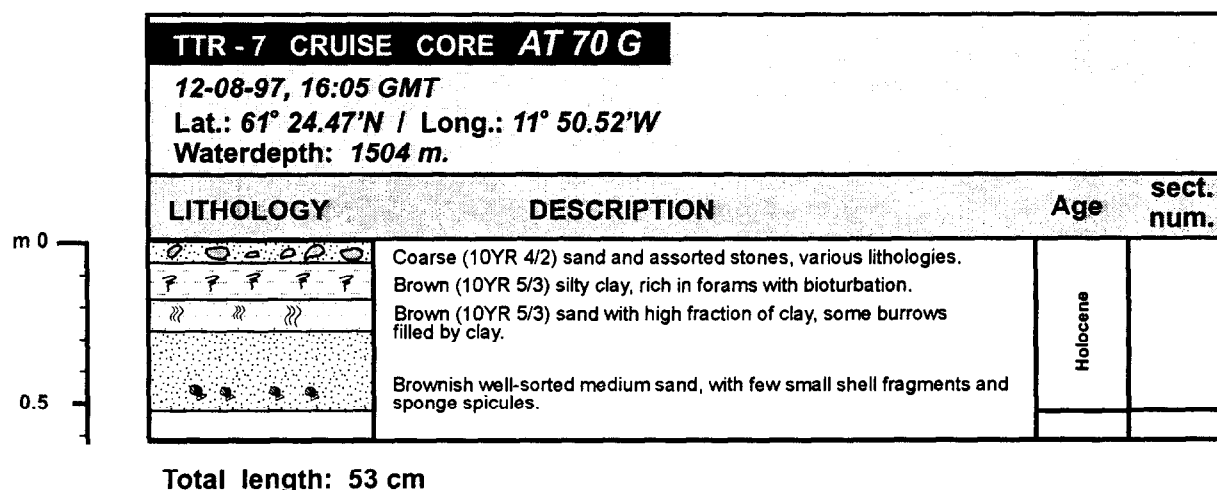 TTR - 7 CRUISE CORE AT 70 G
12-08-97, 16:05 GMT
Lat.: 61° 24.47'N / Long.: 11° 50.52'W
Waterdepth: 1504 m.
LITHOLOGY DESCRIPTION Age sect. num.
m 0
Coarse (10YR 4/2) sand and assorted stones, various lithologies.
Brown (10YR 5/3) silty clay, rich in forams with bioturbation.
Brown (10YR 5/3) sand with high fraction of clay, some burrows
filled by clay.
Holocene
Brownish well-sorted medium sand, with few small shell fragments and
sponge spicules.
0.5
Total length: 53 cm